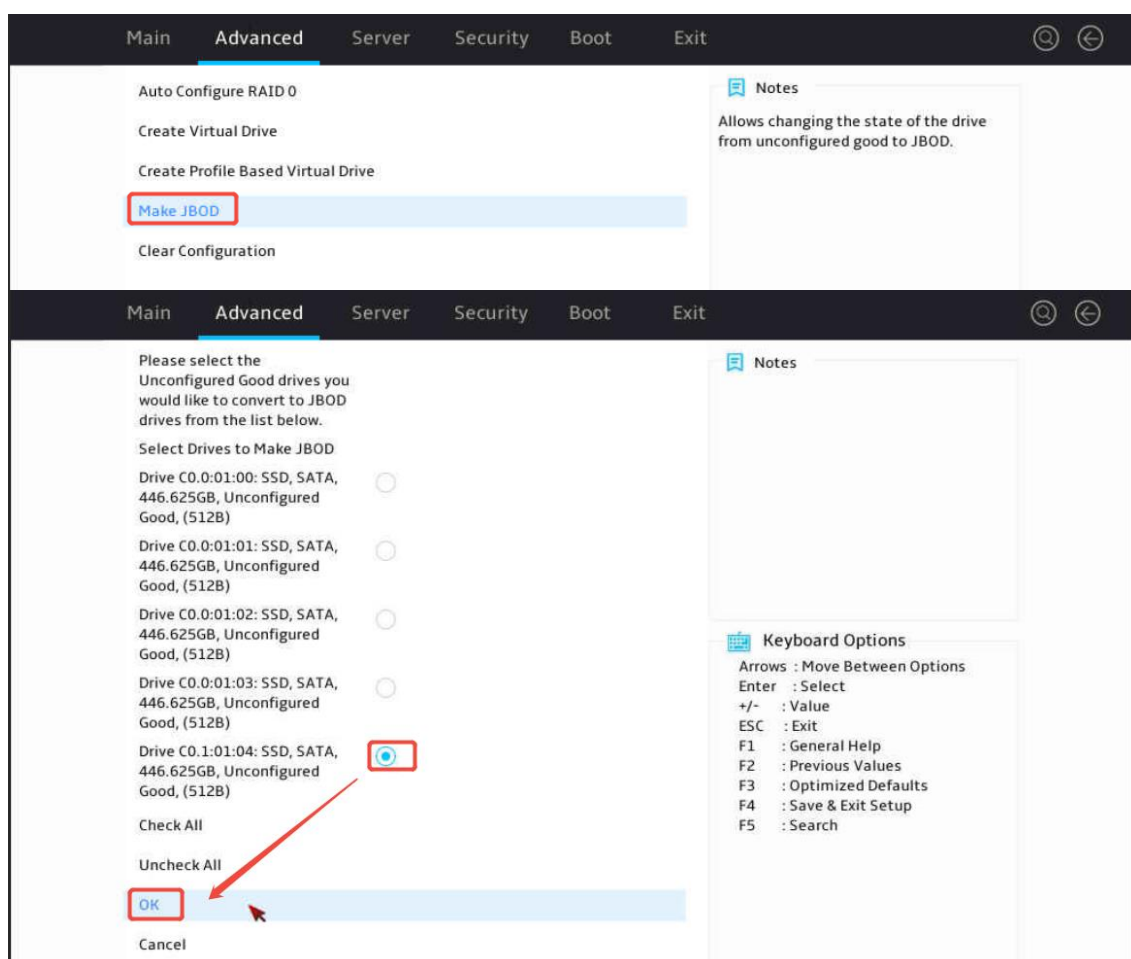 Main Advanced Server Security Boot Exit
Auto Configure RAID 0
Create Virtual Drive
Create Profile Based Virtual Drive
Make JBOD
Clear Configuration
Notes
Allows changing the state of the drive
from unconfigured good to JBOD.
Main Advanced Server Security Boot Exit
Please select the
Unconfigured Good drives you
would like to convert to JBOD
drives from the list below.
Select Drives to Make JBOD
Drive C0.0:01:00: SSD, SATA,
446.625GB, Unconfigured
Good, (512B)
Drive C0.0:01:01: SSD, SATA,
446.625GB, Unconfigured
Good, (512B)
Drive C0.0:01:02: SSD, SATA,
446.625GB, Unconfigured
Good, (512B)
Drive C0.0:01:03: SSD, SATA,
446.625GB, Unconfigured
Good, (512B)
Drive C0.1:01:04: SSD, SATA,
446.625GB, Unconfigured
Good, (512B)
Check All
Uncheck All
OK
Cancel
Notes
Keyboard Options
Arrows : Move Between Options
Enter : Select
+/- : Value
ESC : Exit
F1 : General Help
F2 : Previous Values
F3 : Optimized Defaults
F4 : Save & Exit Setup
F5 : Search